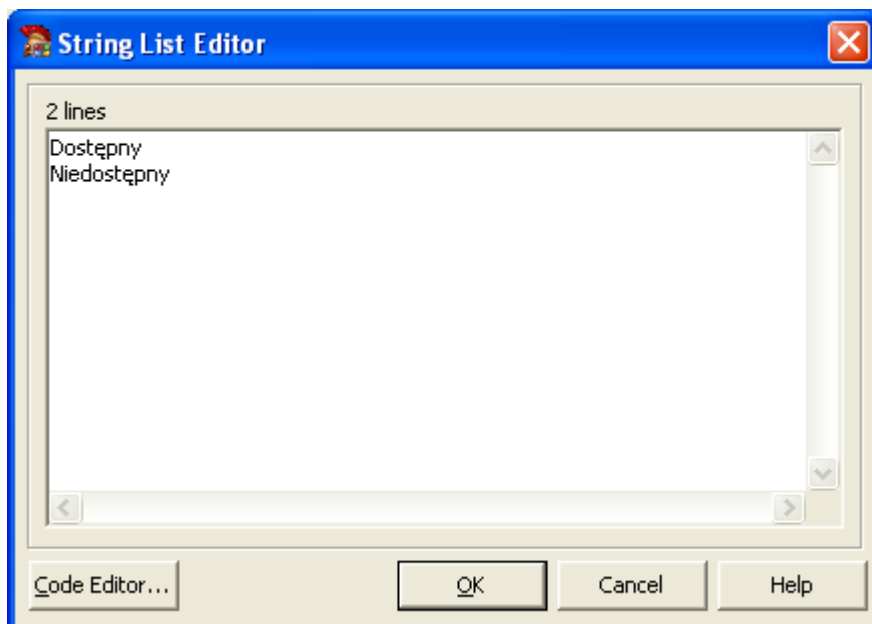 String List Editor
2 lines
Dostępny
Niedostępny
Code Editor... OK Cancel Help